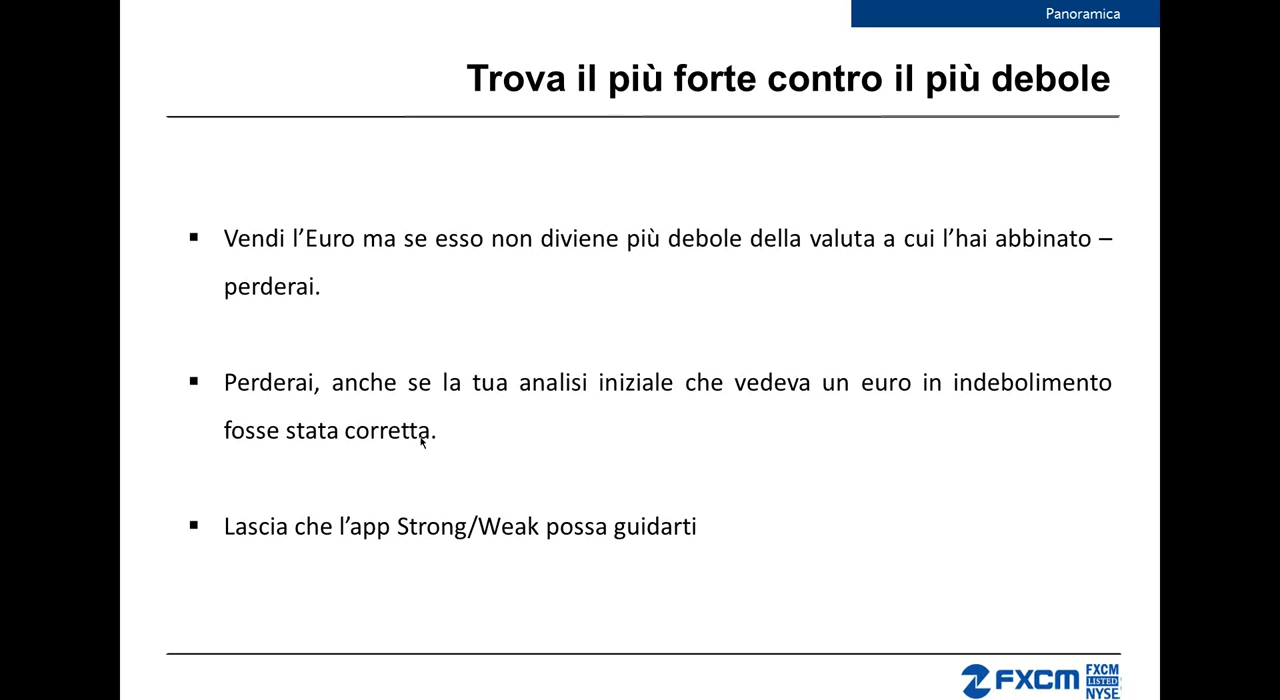 Panoramica
Trova il più forte contro il più debole
▪ Vendi l’Euro ma se esso non diviene più debole della valuta a cui l’hai abbinato –
perderai.
▪ Perderai, anche se la tua analisi iniziale che vedeva un euro in indebolimento
fosse stata corretta.
▪ Lascia che l’app Strong/Weak possa guidarti
FXCM
FXCM
LISTED
NYSE